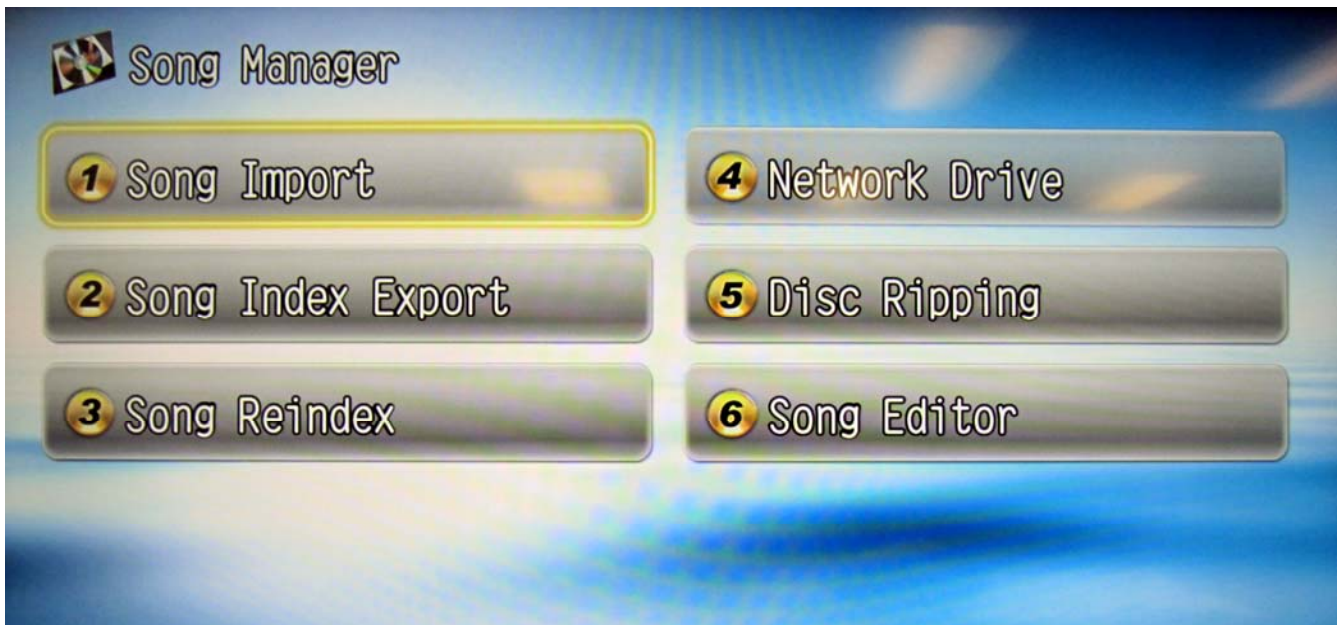 Song Manager
1 Song Import
2 Song Index Export
3 Song Reindex
4 Network Drive
5 Disc Ripping
6 Song Editor